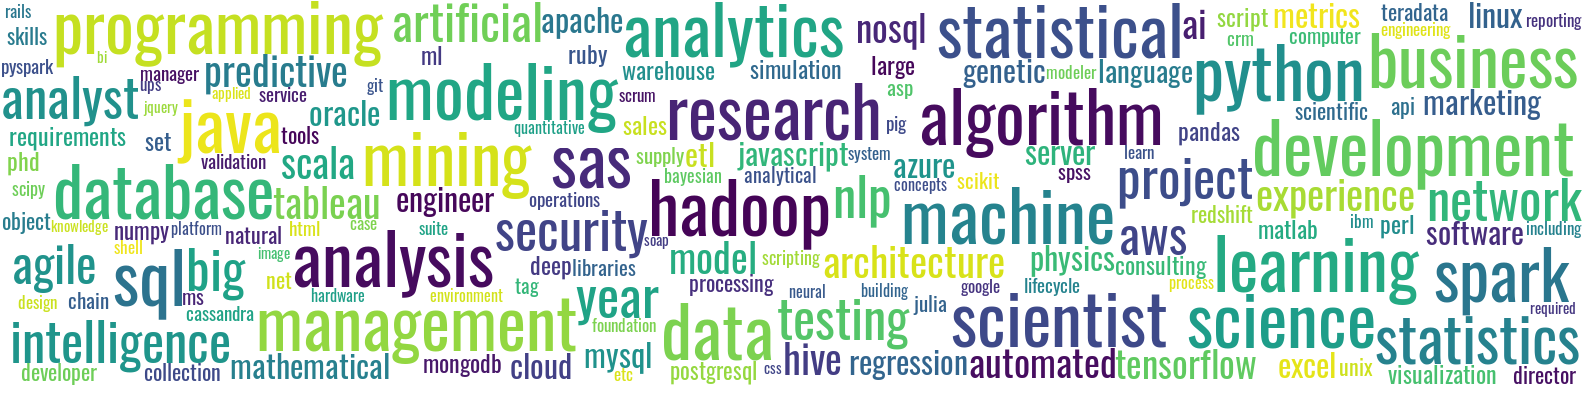 rails
programming
artificial
apache
analytics
nosql
statistical
ai
script
metrics
teradata
linux
reporting
skills
bi
ml
ruby
crm
computer
engineering
business
pyspark
manager
ups
predictive
git
modeling
warehouse
simulation
large
genetic
modeler
language
python
analyst
jquery
applied
service
oracle
scrum
research
asp
algorithm
scientific
api
marketing
requirements
set
java
tools
quantitative
sales
pig
pandas
development
phd
validation
scala
mining
sas
supply
etl
javascript
system
azure
server
learn
scipy
database
tableau
engineer
bayesian
analytical
concepts
scikit
spss
project
experience
network
object
knowledge
numpy
platform
natural
html
case
suite
operations
security
soap
hadoop
nlp
machine
redshift
matlab
ibm
perl
software
including
shell
agile
sql
big
image
analysis
deep
libraries
model
scripting
architecture
physics
aws
consulting
learning
spark
design
chain
ms
net
hardware
environment
tag
processing
neural
building
google
lifecycle
process
required
cassandra
management
year
foundation
data
testing
julia
scientist
science
statistics
intelligence
mathematical
mongodb
cloud
mysql
hive
regression
automated
tensorflow
excel
unix
visualization
director
developer
collection
etc
postgresql
css